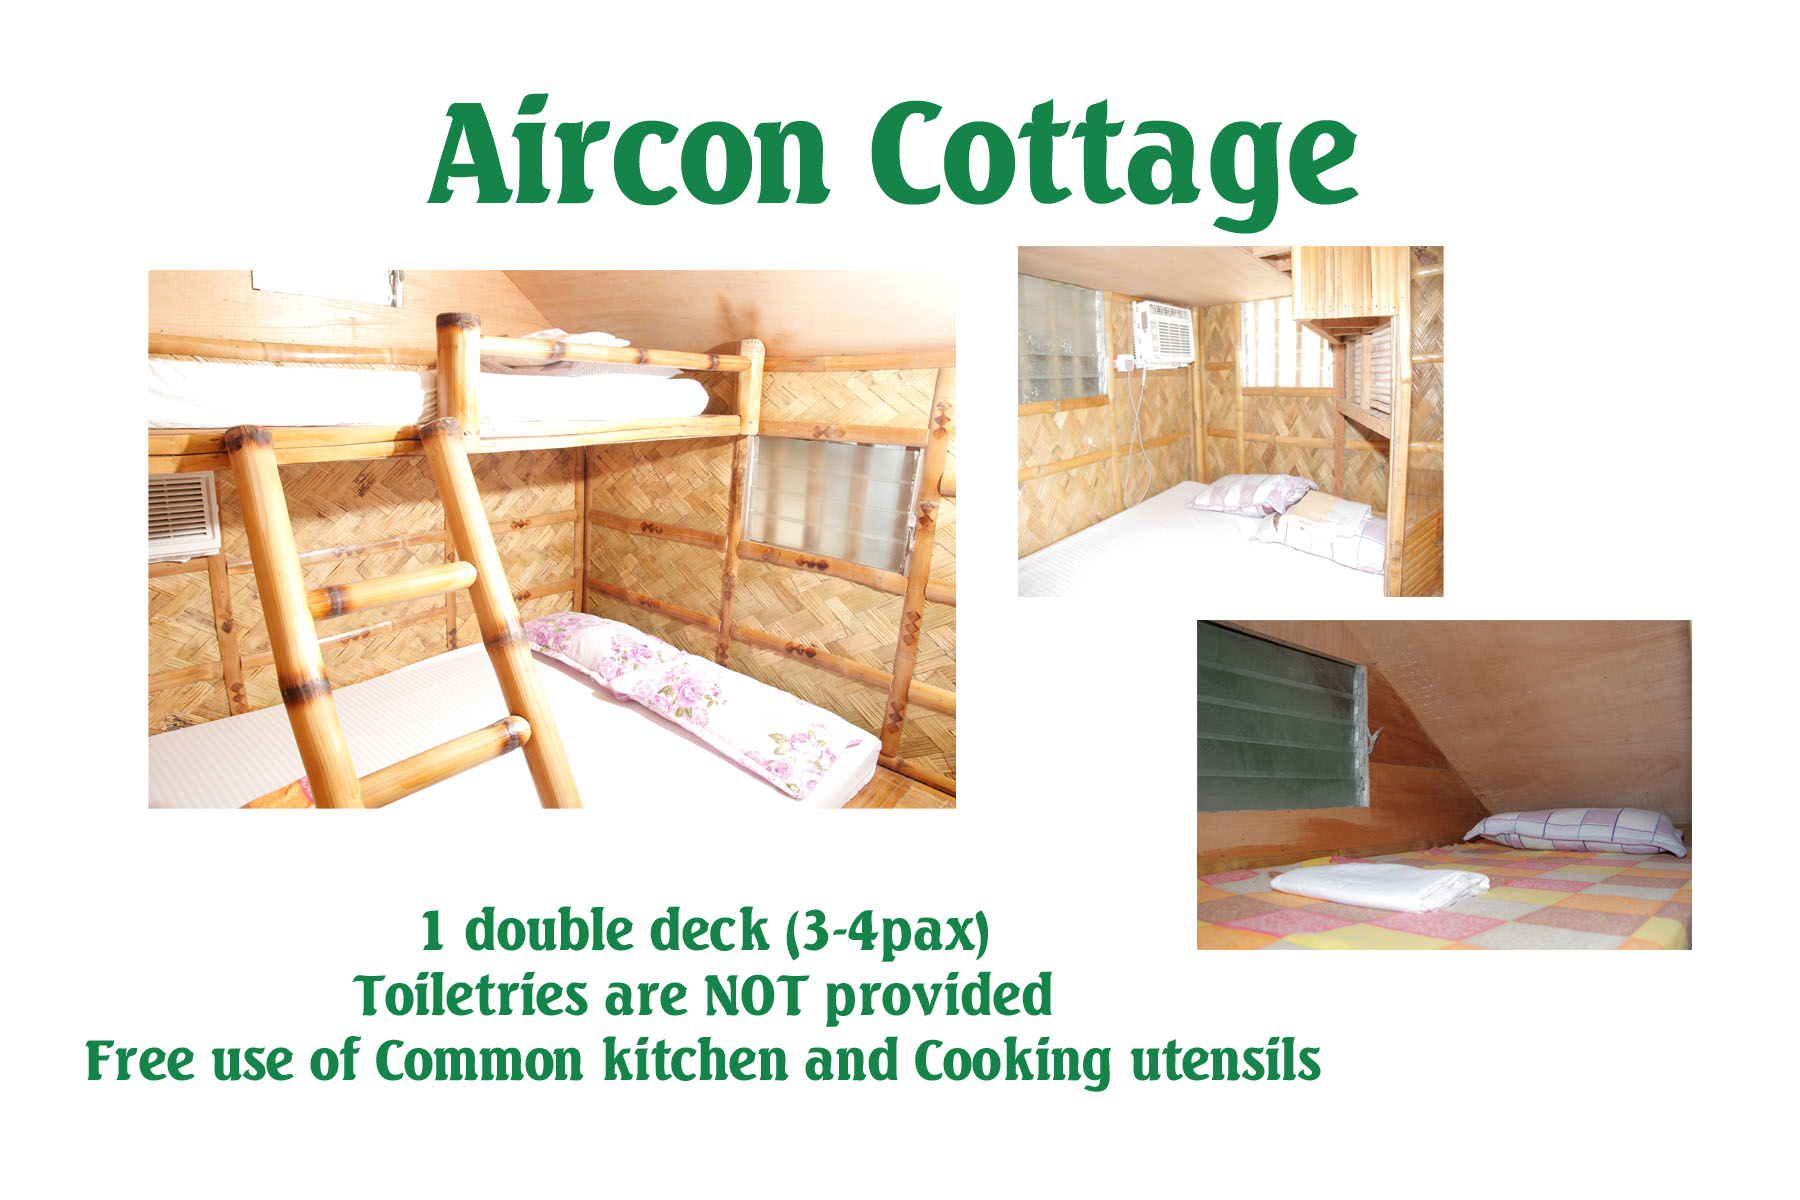 Aircon Cottage
1 double deck (3-4pax)
Toiletries are NOT provided
Free use of Common kitchen and Cooking utensils